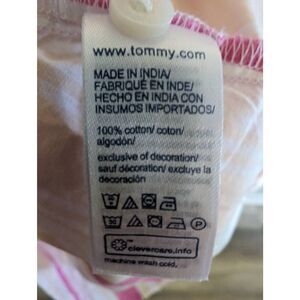 www.tommy.com
MADE IN INDIA/
FABRIQUÉ EN INDE/
HECHO EN INDIA CON
INSUMOS IMPORTADOS/
100% cotton/ coton/
algodón/
exclusive of decoration/
sauf décoration/ excluye la
decoración
clevercare.info
machine wash cold,